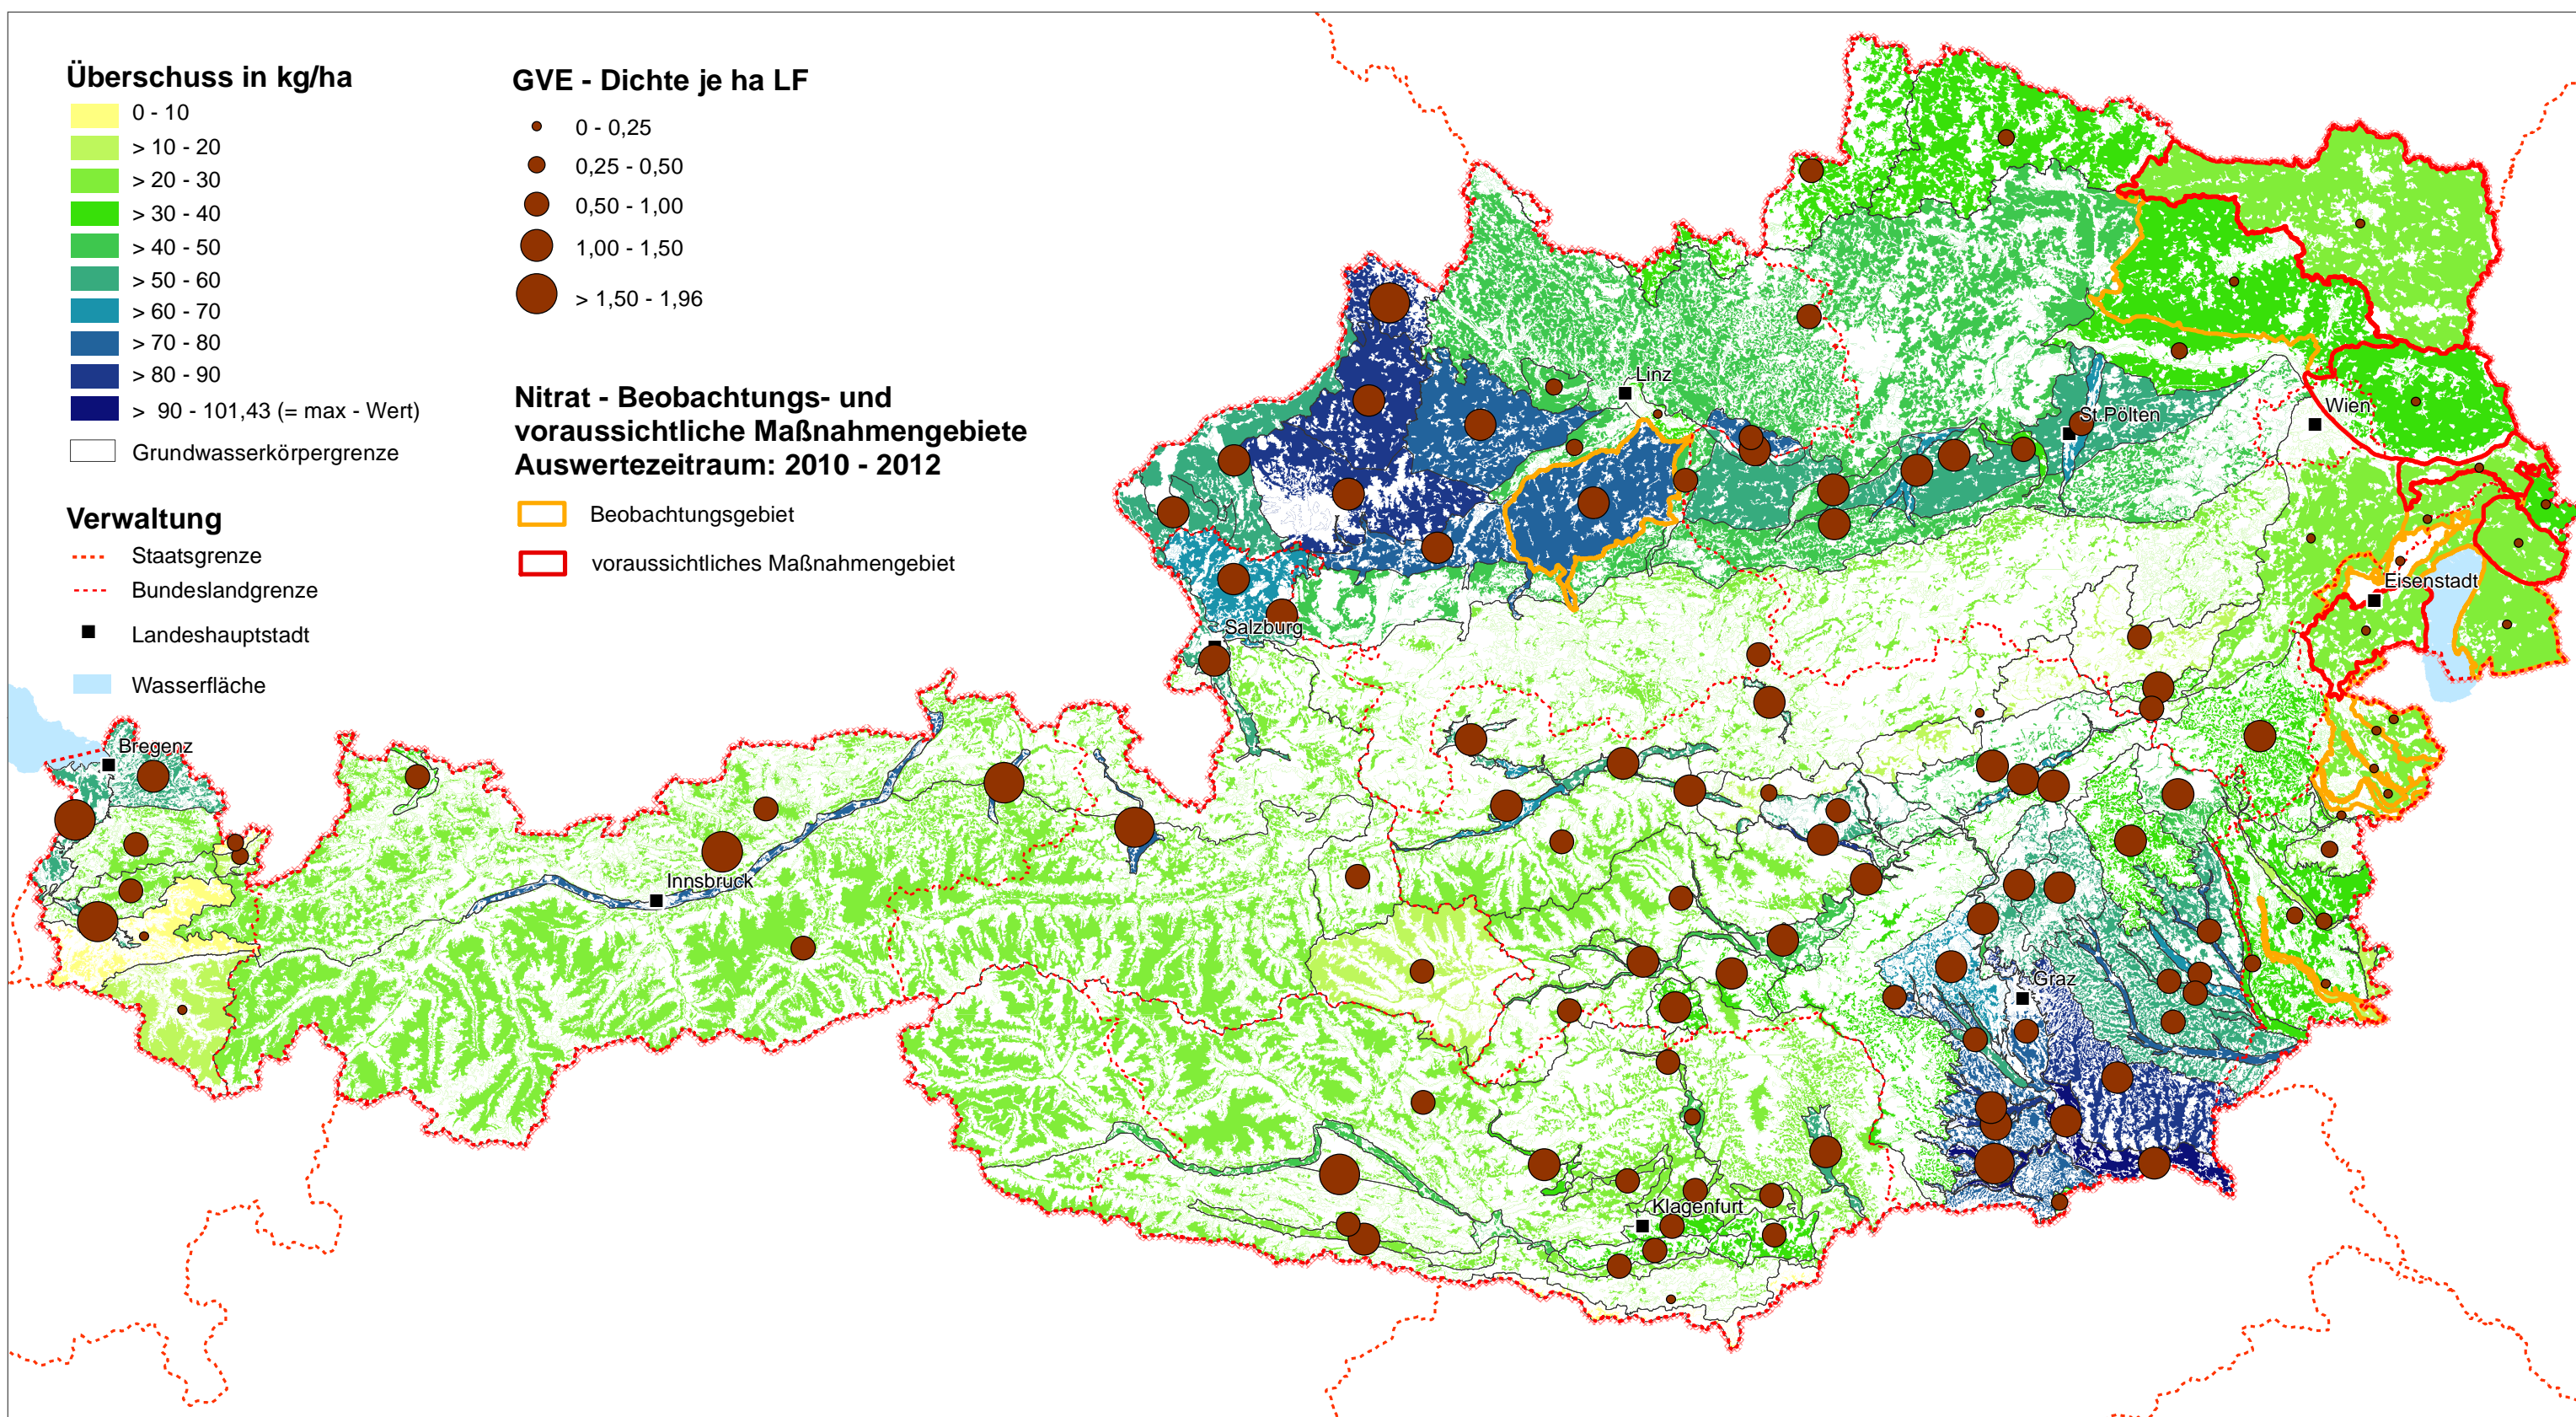 Überschuss in kg/ha
0 - 10
> 10 - 20
> 20 - 30
> 30 - 40
> 40 - 50
> 50 - 60
> 60 - 70
> 70 - 80
> 80 - 90
> 90 - 101,43 (= max - Wert)
Grundwasserkörpergrenze
Verwaltung
Staatsgrenze
Bundeslandgrenze
Landeshauptstadt
Wasserfläche
GVE - Dichte je ha LF
0 - 0,25
0,25 - 0,50
0,50 - 1,00
1,00 - 1,50
> 1,50 - 1,96
Nitrat - Beobachtungs- und
voraussichtliche Maßnahmengebiete
Auswertezeitraum: 2010 - 2012
Beobachtungsgebiet
voraussichtliches Maßnahmengebiet
Linz
St.Pölten
Wien
Eisenstadt
Salzburg
Bregenz
Innsbruck
Graz
Klagenfurt